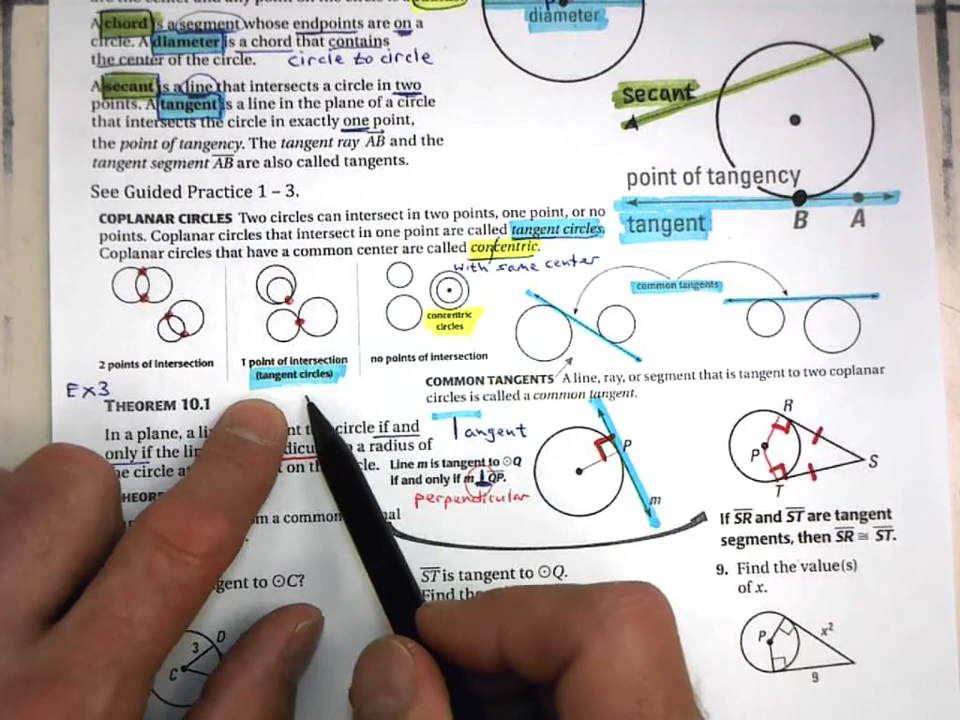 A chord is a segment whose endpoints are on a
circle. A diameter is a chord that contains
the center of the circle. circle to circle
diameter
A secant is a line that intersects a circle in two
points. A tangent is a line in the plane of a circle
that intersects the circle in exactly one point,
the point of tangency. The tangent ray AB and the
tangent segment AB are also called tangents.
secant
point of tangency
tangent
B A
See Guided Practice 1 – 3.
COPLANAR CIRCLES Two circles can intersect in two points, one point, or no
points. Coplanar circles that intersect in one point are called tangent circles.
Coplanar circles that have a common center are called concentric.
with same center
concentric
circles
2 points of intersection
1 point of intersection
(tangent circles)
no points of intersection
common tangents
COMMON TANGENTS A line, ray, or segment that is tangent to two coplanar
circles is called a common tangent.
Ex3
THEOREM 10.1
In a plane, a circle if and
only if the a radius of
circle on the
Tangent
Line m is tangent to ⊙Q
if and only if m ⊥ QP.
perpendicular
P
m
R
P
S
T
If SR and ST are tangent
segments, then SR ≅ ST.
a common
to ⊙C?
3 D
C
ST is tangent to ⊙Q.
Find the
9. Find the value(s)
of x.
P
x²
9